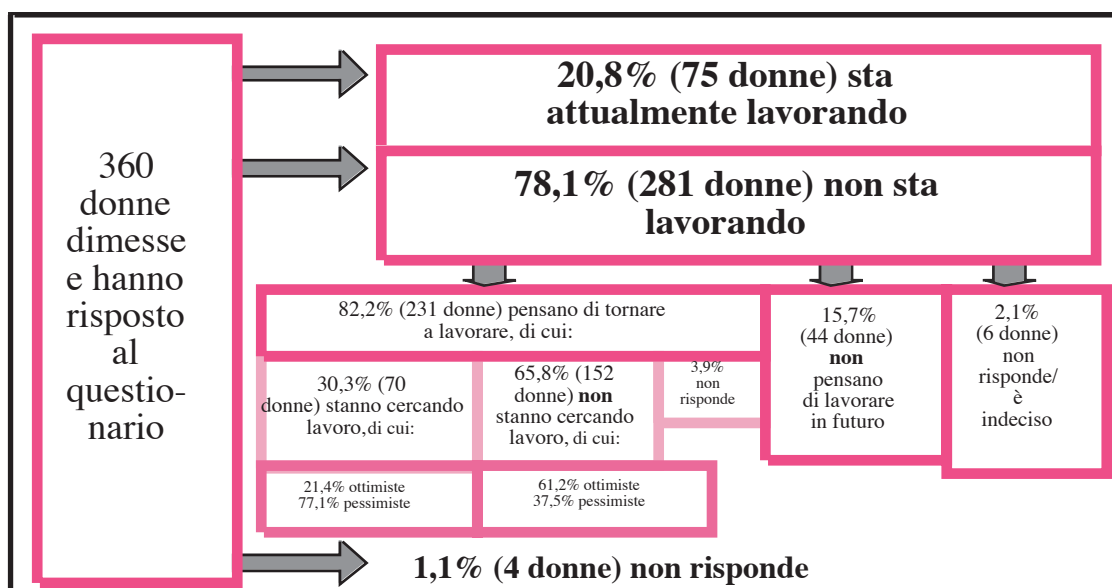 360
donne
dimesse
e hanno
risposto
al
questio-
nario
20,8% (75 donne) sta
attualmente lavorando
78,1% (281 donne) non sta
lavorando
82,2% (231 donne) pensano di tornare
a lavorare, di cui:
30,3% (70
donne) stanno cercando
lavoro, di cui:
65,8% (152
donne) non
stanno cercando
lavoro, di cui:
3,9%
non
risponde
15,7%
(44 donne)
non
pensano
di lavorare
in futuro
2,1%
(6 donne)
non
risponde/
è
indeciso
21,4% ottimiste
77,1% pessimiste
61,2% ottimiste
37,5% pessimiste
1,1% (4 donne) non risponde